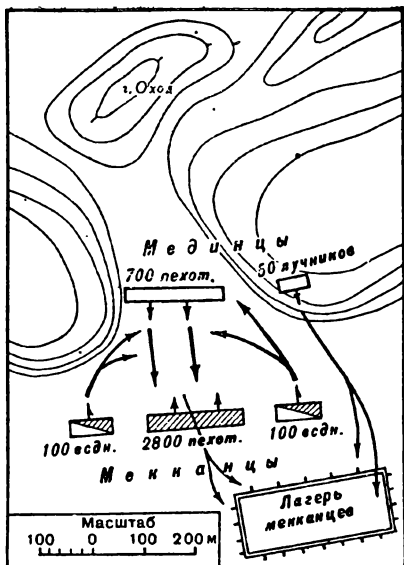 г. Оход
Мединцы
50 лучников
700 пехот.
100 всдн.
2800 пехот.
100 всдн.
Мекканцы
Лагерь
мекканцев
Масштаб
100 0 100 200 м